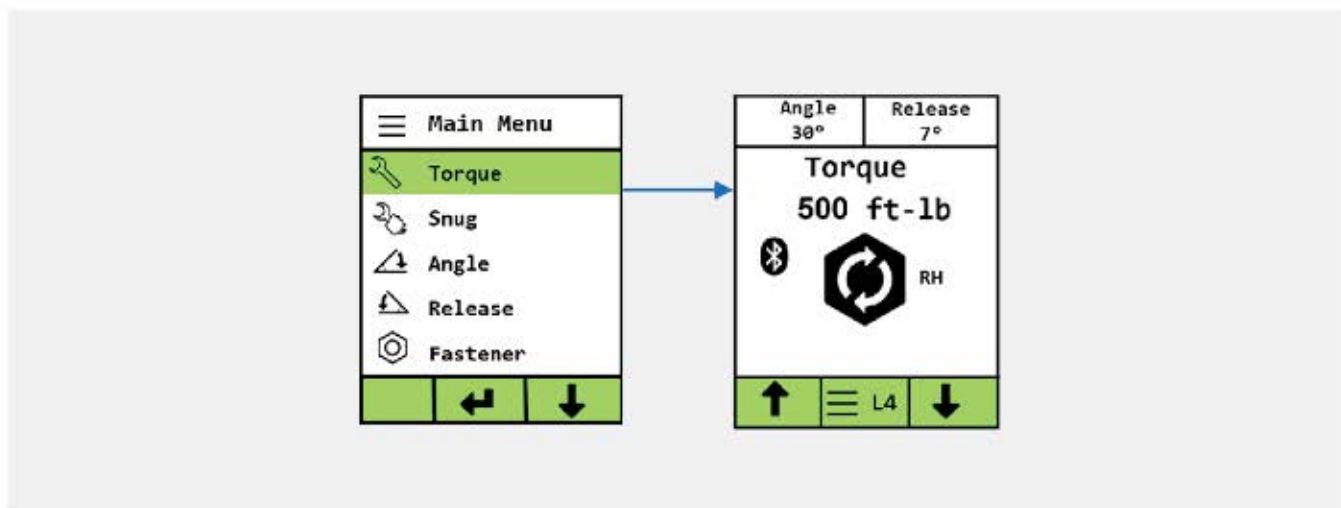 Main Menu
Torque
Snug
Angle
Release
Fastener
Angle
30°
Release
7°
Torque
500 ft-lb
RH
L4